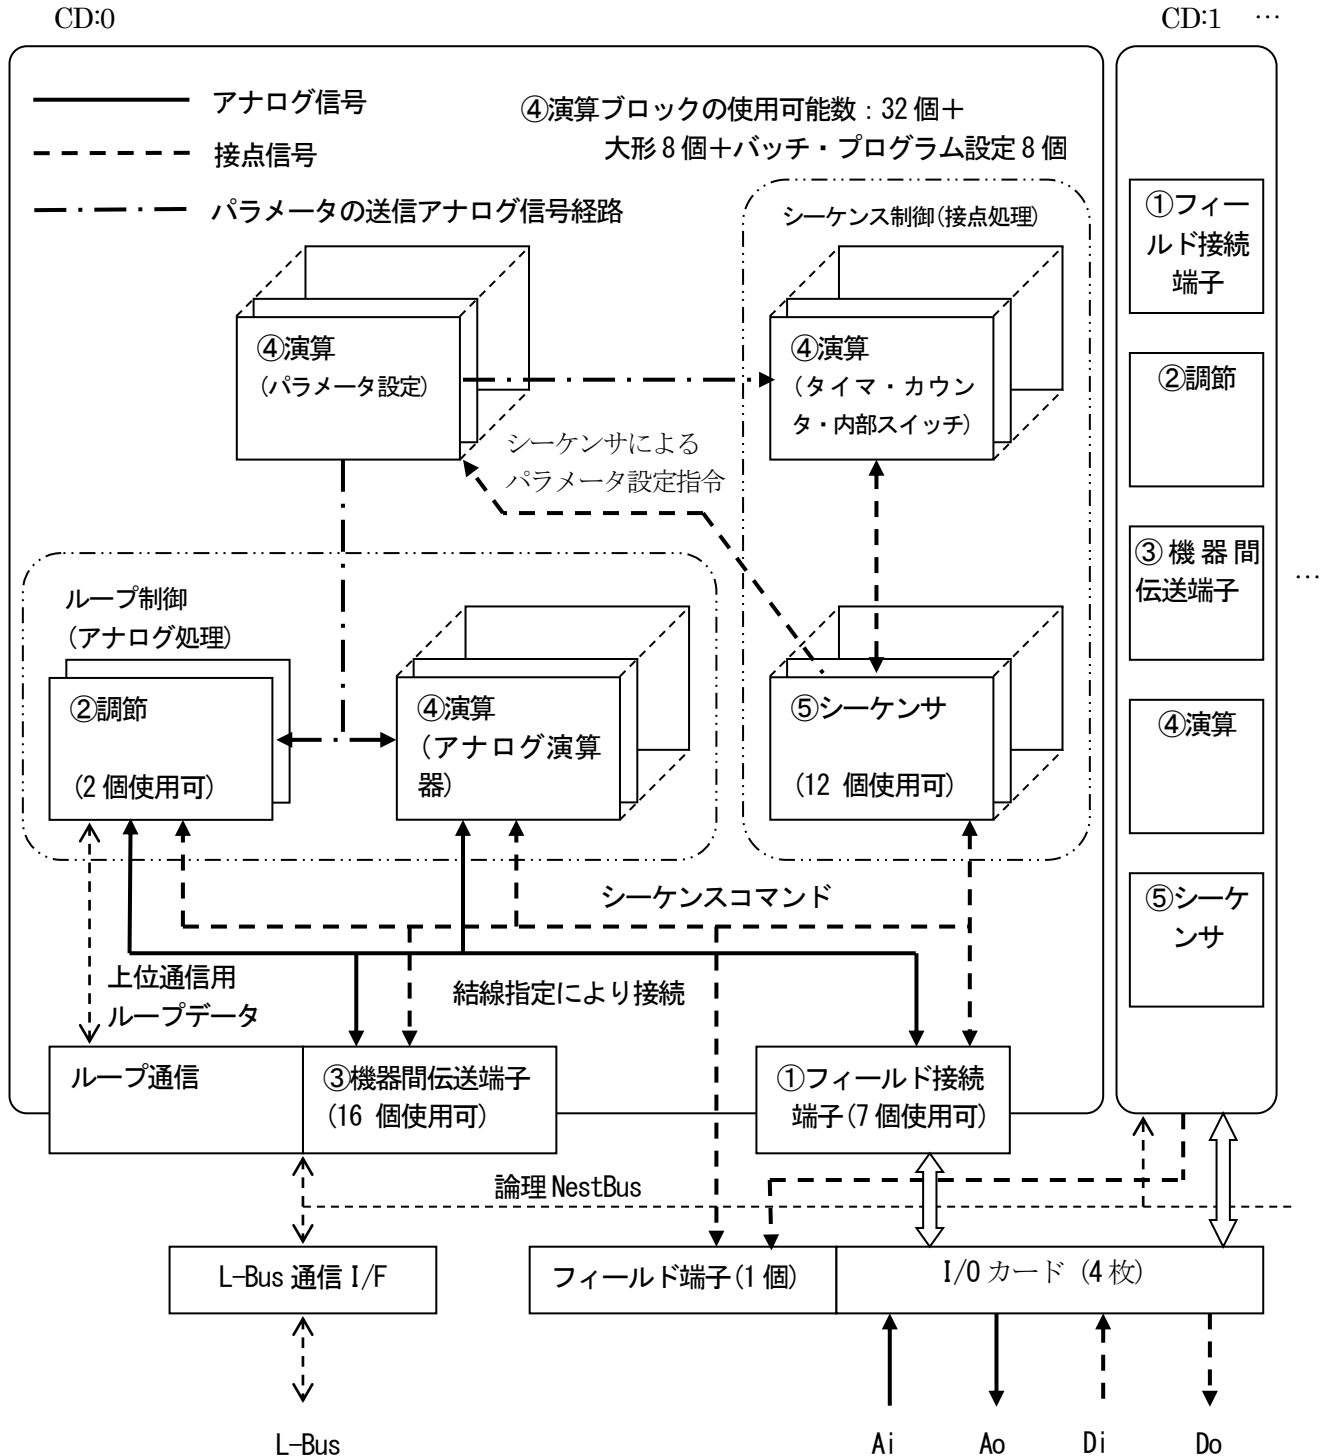 CD:0
CD:1 …
アナログ信号
接点信号
パラメータの送信アナログ信号経路
④演算ブロックの使用可能数：32個＋
大形8個＋バッチ・プログラム設定8個
シーケンス制御(接点処理)
④演算
(パラメータ設定)
④演算
(タイマ・カウン
タ・内部スイッチ)
シーケンサによる
パラメータ設定指令
ループ制御
(アナログ処理)
②調節
(2個使用可)
④演算
(アナログ演算
器)
⑤シーケンサ
(12 個使用可)
シーケンスコマンド
上位通信用
ループデータ
結線指定により接続
ループ通信
③機器間伝送端子
(16 個使用可)
①フィールド接続
端子(7個使用可)
①フィー
ルド接続
端子
②調節
③機器間
伝送端子
…
④演算
⑤シーケ
ンサ
論理NestBus
L-Bus通信I/F
フィールド端子(1個)
I/Oカード (4枚)
L-Bus
Ai
Ao
Di
Do